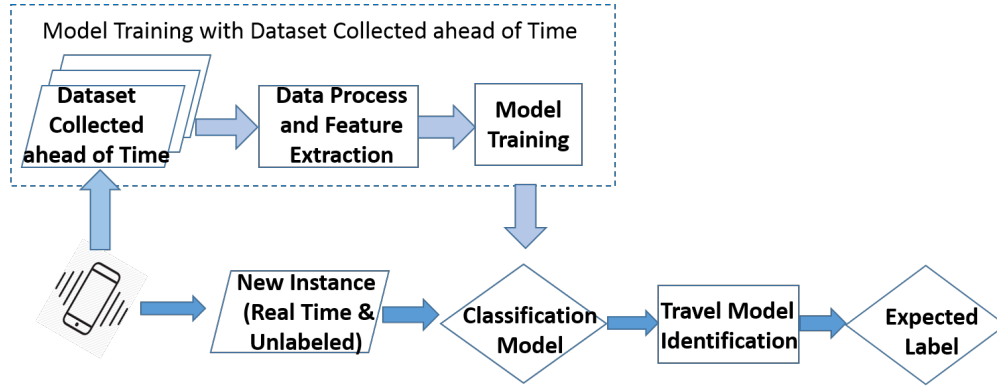 Model Training with Dataset Collected ahead of Time
Dataset
Collected
ahead of Time
Data Process
and Feature
Extraction
Model
Training
New Instance
(Real Time &
Unlabeled)
Classification
Model
Travel Model
Identification
Expected
Label